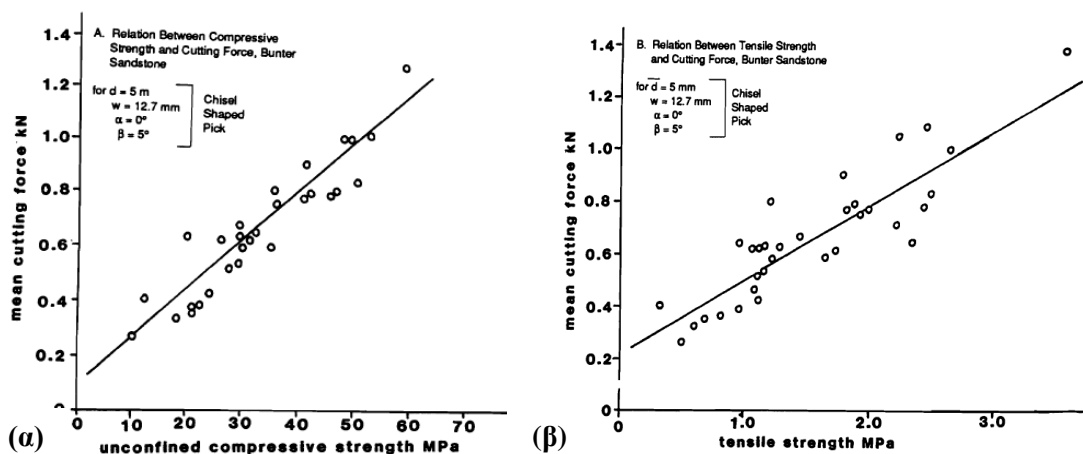 A. Relation Between Compressive
Strength and Cutting Force, Bunter
Sandstone
for d = 5 m
w = 12.7 mm
α = 0°
β = 5°
Chisel
Shaped
Pick
mean cutting force kN
1.4
1.2
1.0
0.8
0.6
0.4
0.2
0
0 10 20 30 40 50 60 70
unconfined compressive strength MPa
(α)
B. Relation Between Tensile Strength
and Cutting Force, Bunter Sandstone
for d = 5 mm
w = 12.7 mm
α = 0°
β = 5°
Chisel
Shaped
Pick
mean cutting force kN
1.4
1.2
1.0
0.8
0.6
0.4
0.2
0
0 1.0 2.0 3.0
tensile strength MPa
(β)